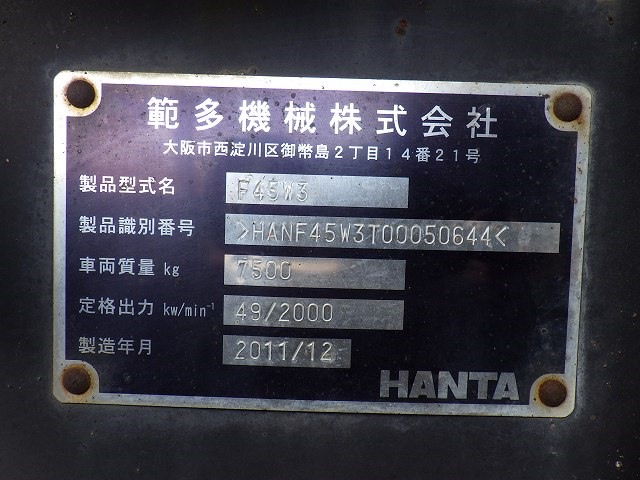 範多機械株式会社
大阪市西淀川区御幣島2丁目14番21号
製品型式名 F45W3
製品識別番号 >HANF45W3T00050644<
車両質量 kg 7500
定格出力 kw/min⁻¹ 49/2000
製造年月 2011/12
HANTA